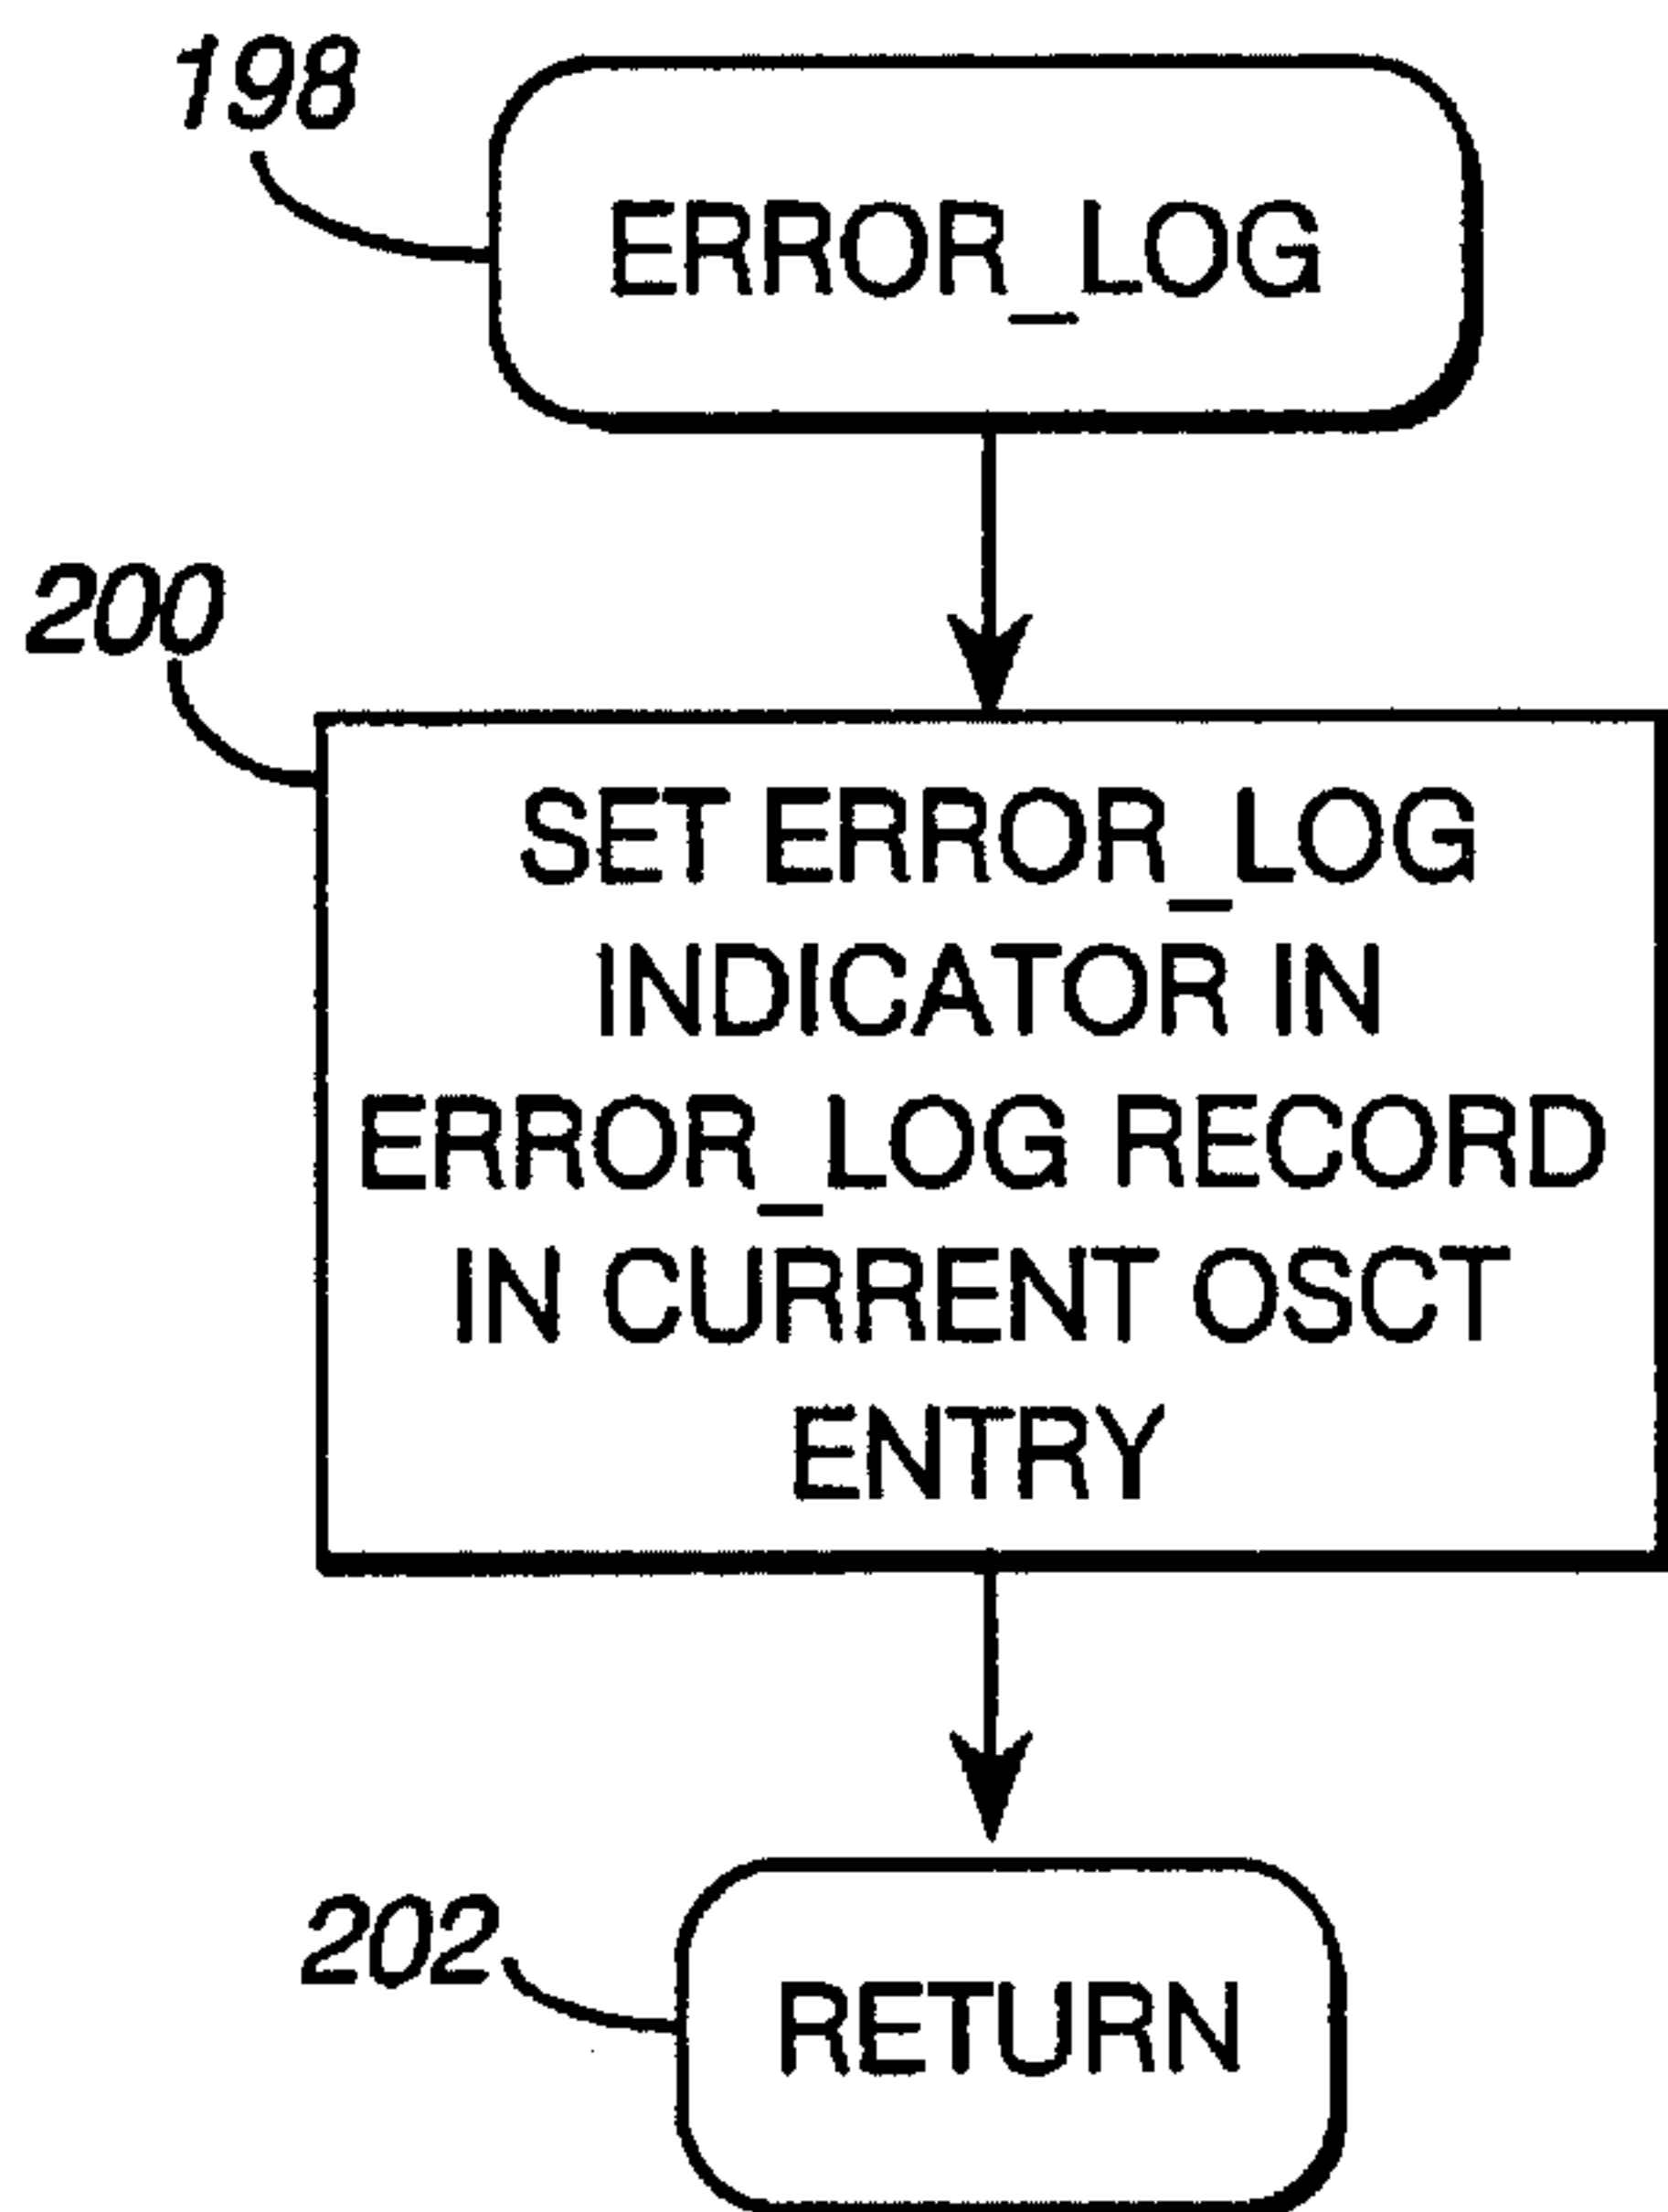 198
ERROR_LOG
200
SET ERROR_LOG
INDICATOR IN
ERROR_LOG RECORD
IN CURRENT OSCT
ENTRY
202
RETURN